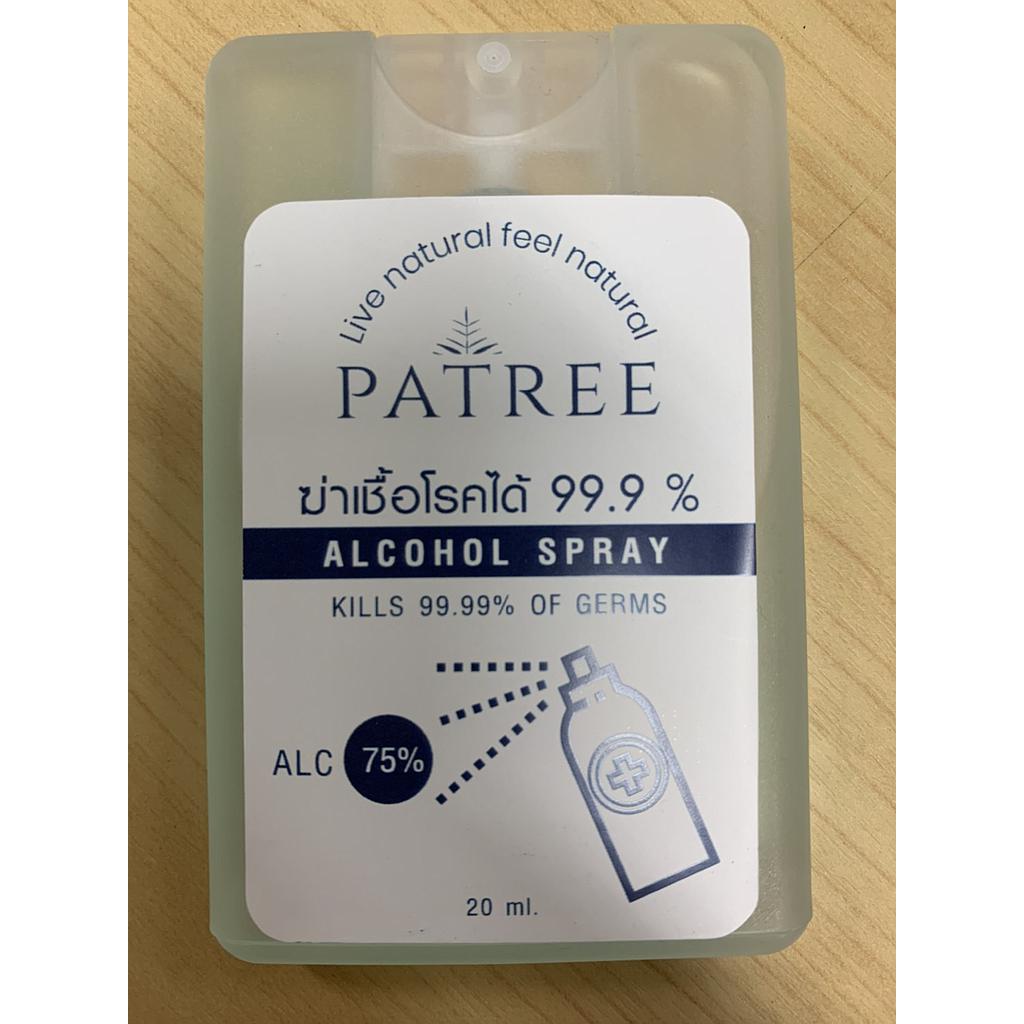 Live natural feel natural
PATREE
ฆ่าเชื้อโรคได้ 99.9 %
ALCOHOL SPRAY
KILLS 99.99% OF GERMS
ALC 75%
20 ml.